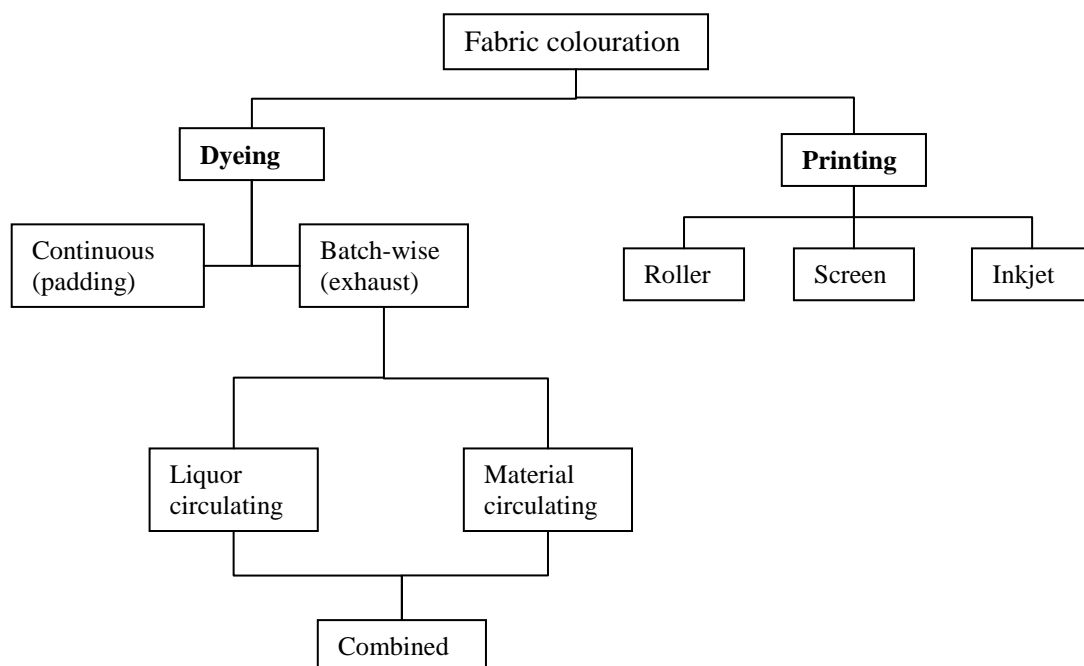 Fabric colouration
Dyeing
Printing
Continuous
(padding)
Batch-wise
(exhaust)
Roller
Screen
Inkjet
Liquor
circulating
Material
circulating
Combined